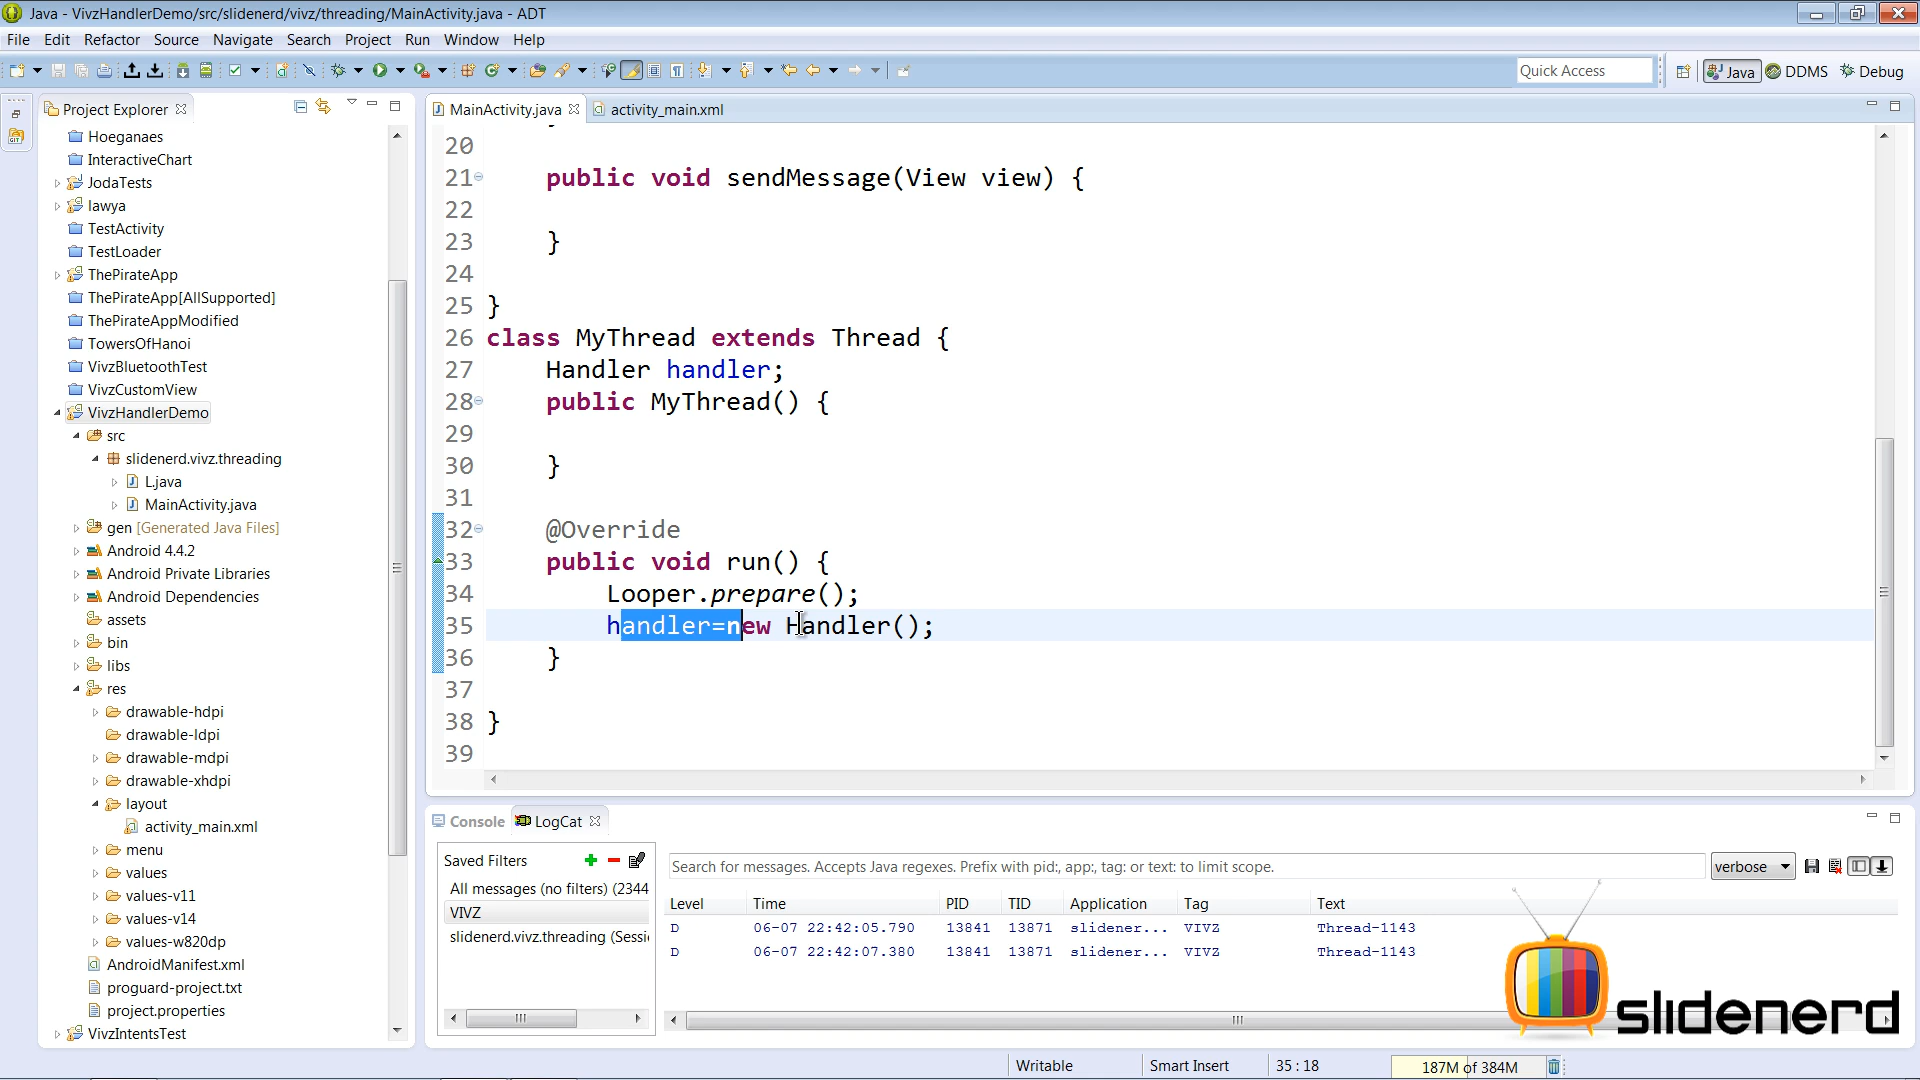 Java - VivzHandlerDemo/src/slidenerd/vivz/threading/MainActivity.java - ADT
File Edit Refactor Source Navigate Search Project Run Window Help
Quick Access
Java
DDMS
Debug
Project Explorer
Hoeganaes
InteractiveChart
JodaTests
lawya
TestActivity
TestLoader
ThePirateApp
ThePirateApp[AllSupported]
ThePirateAppModified
TowersOfHanoi
VivzBluetoothTest
VivzCustomView
VivzHandlerDemo
src
slidenerd.vivz.threading
L.java
MainActivity.java
gen [Generated Java Files]
Android 4.4.2
Android Private Libraries
Android Dependencies
assets
bin
libs
res
drawable-hdpi
drawable-ldpi
drawable-mdpi
drawable-xhdpi
layout
activity_main.xml
menu
values
values-v11
values-v14
values-w820dp
AndroidManifest.xml
proguard-project.txt
project.properties
VivzIntentsTest
MainActivity.java
activity_main.xml
20
21 public void sendMessage(View view) {
22
23 }
24
25 }
26 class MyThread extends Thread {
27 Handler handler;
28 public MyThread() {
29
30 }
31
32 @Override
33 public void run() {
34 Looper.prepare();
35 handler=new Handler();
36 }
37
38 }
39
Console LogCat
Saved Filters
All messages (no filters) (2344
VIVZ
slidenerd.vivz.threading (Sessi
Search for messages. Accepts Java regexes. Prefix with pid:, app:, tag: or text: to limit scope.
verbose
Level Time PID TID Application Tag Text
D 06-07 22:42:05.790 13841 13871 slidener... VIVZ Thread-1143
D 06-07 22:42:07.380 13841 13871 slidener... VIVZ Thread-1143
slidenerd
Writable
Smart Insert
35 : 18
187M of 384M